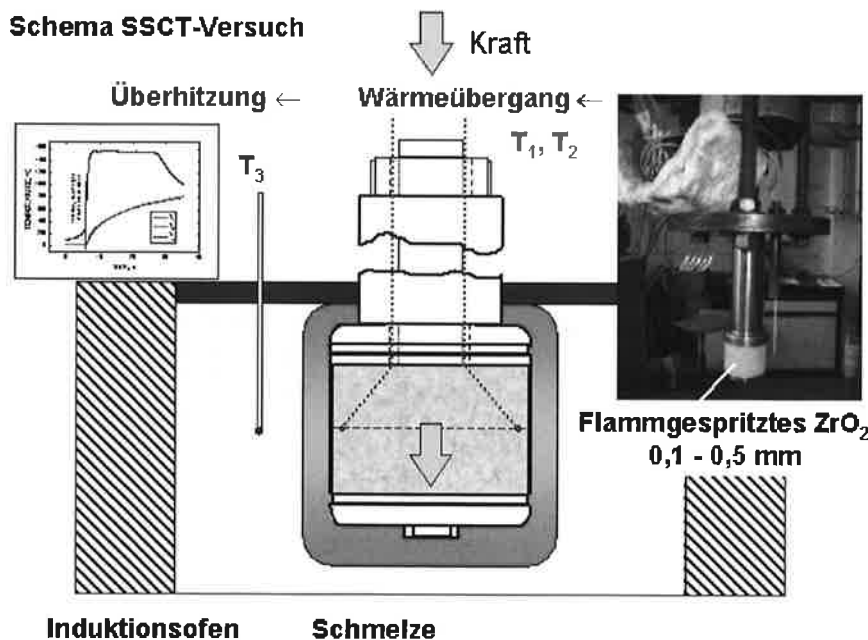 Schema SSCT-Versuch
Kraft
Überhitzung ← Wärmeübergang ←
T₁, T₂
T₃
Flammgespritztes ZrO₂
0,1 - 0,5 mm
Induktionsofen Schmelze